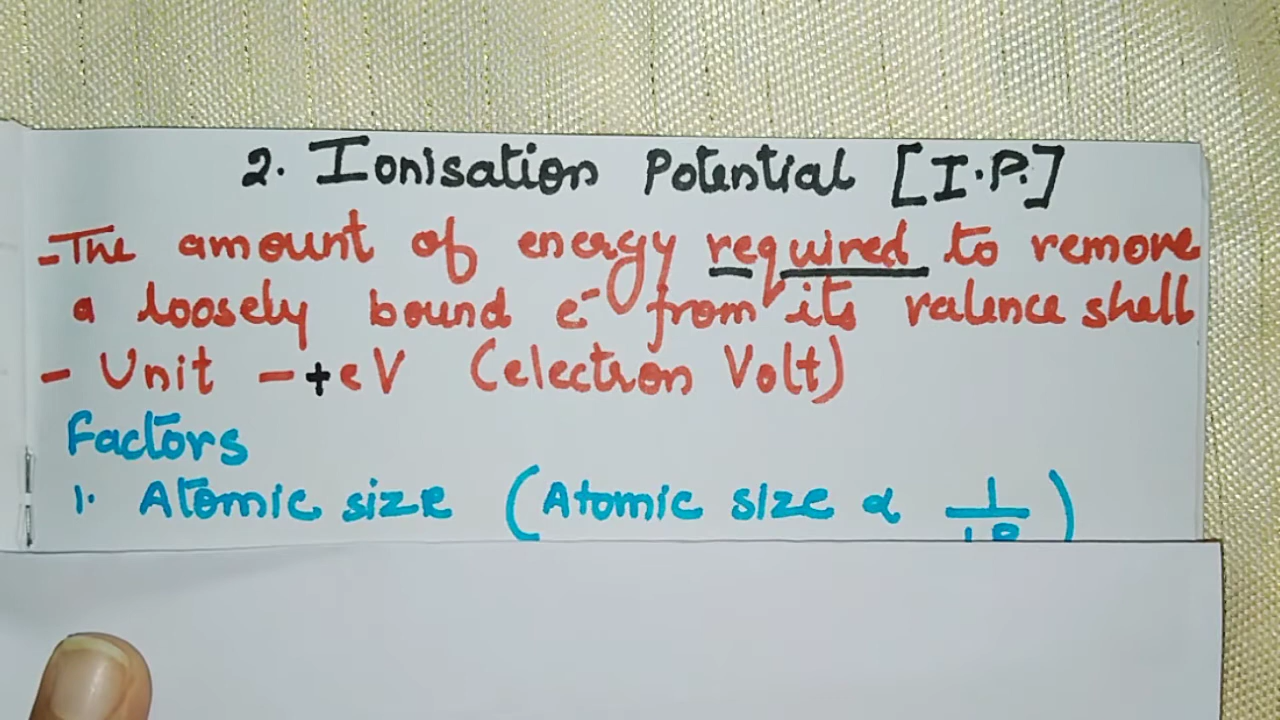 2. Ionisation Potential [I.P.]
- The amount of energy required to remove
a loosely bound e⁻ from its valence shell
- Unit - +eV (electron Volt)
Factors
1. Atomic size (Atomic size α 1/